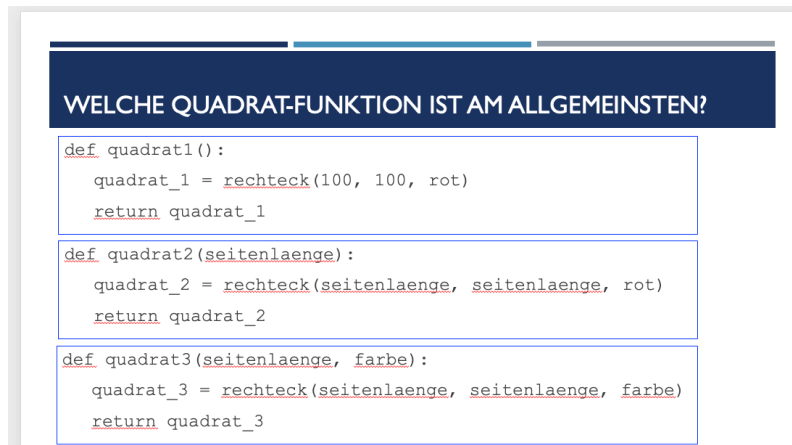 WELCHE QUADRAT-FUNKTION IST AM ALLGEMEINSTEN?
def quadrat1():
quadrat_1 = rechteck(100, 100, rot)
return quadrat_1
def quadrat2(seitenlaenge):
quadrat_2 = rechteck(seitenlaenge, seitenlaenge, rot)
return quadrat_2
def quadrat3(seitenlaenge, farbe):
quadrat_3 = rechteck(seitenlaenge, seitenlaenge, farbe)
return quadrat_3